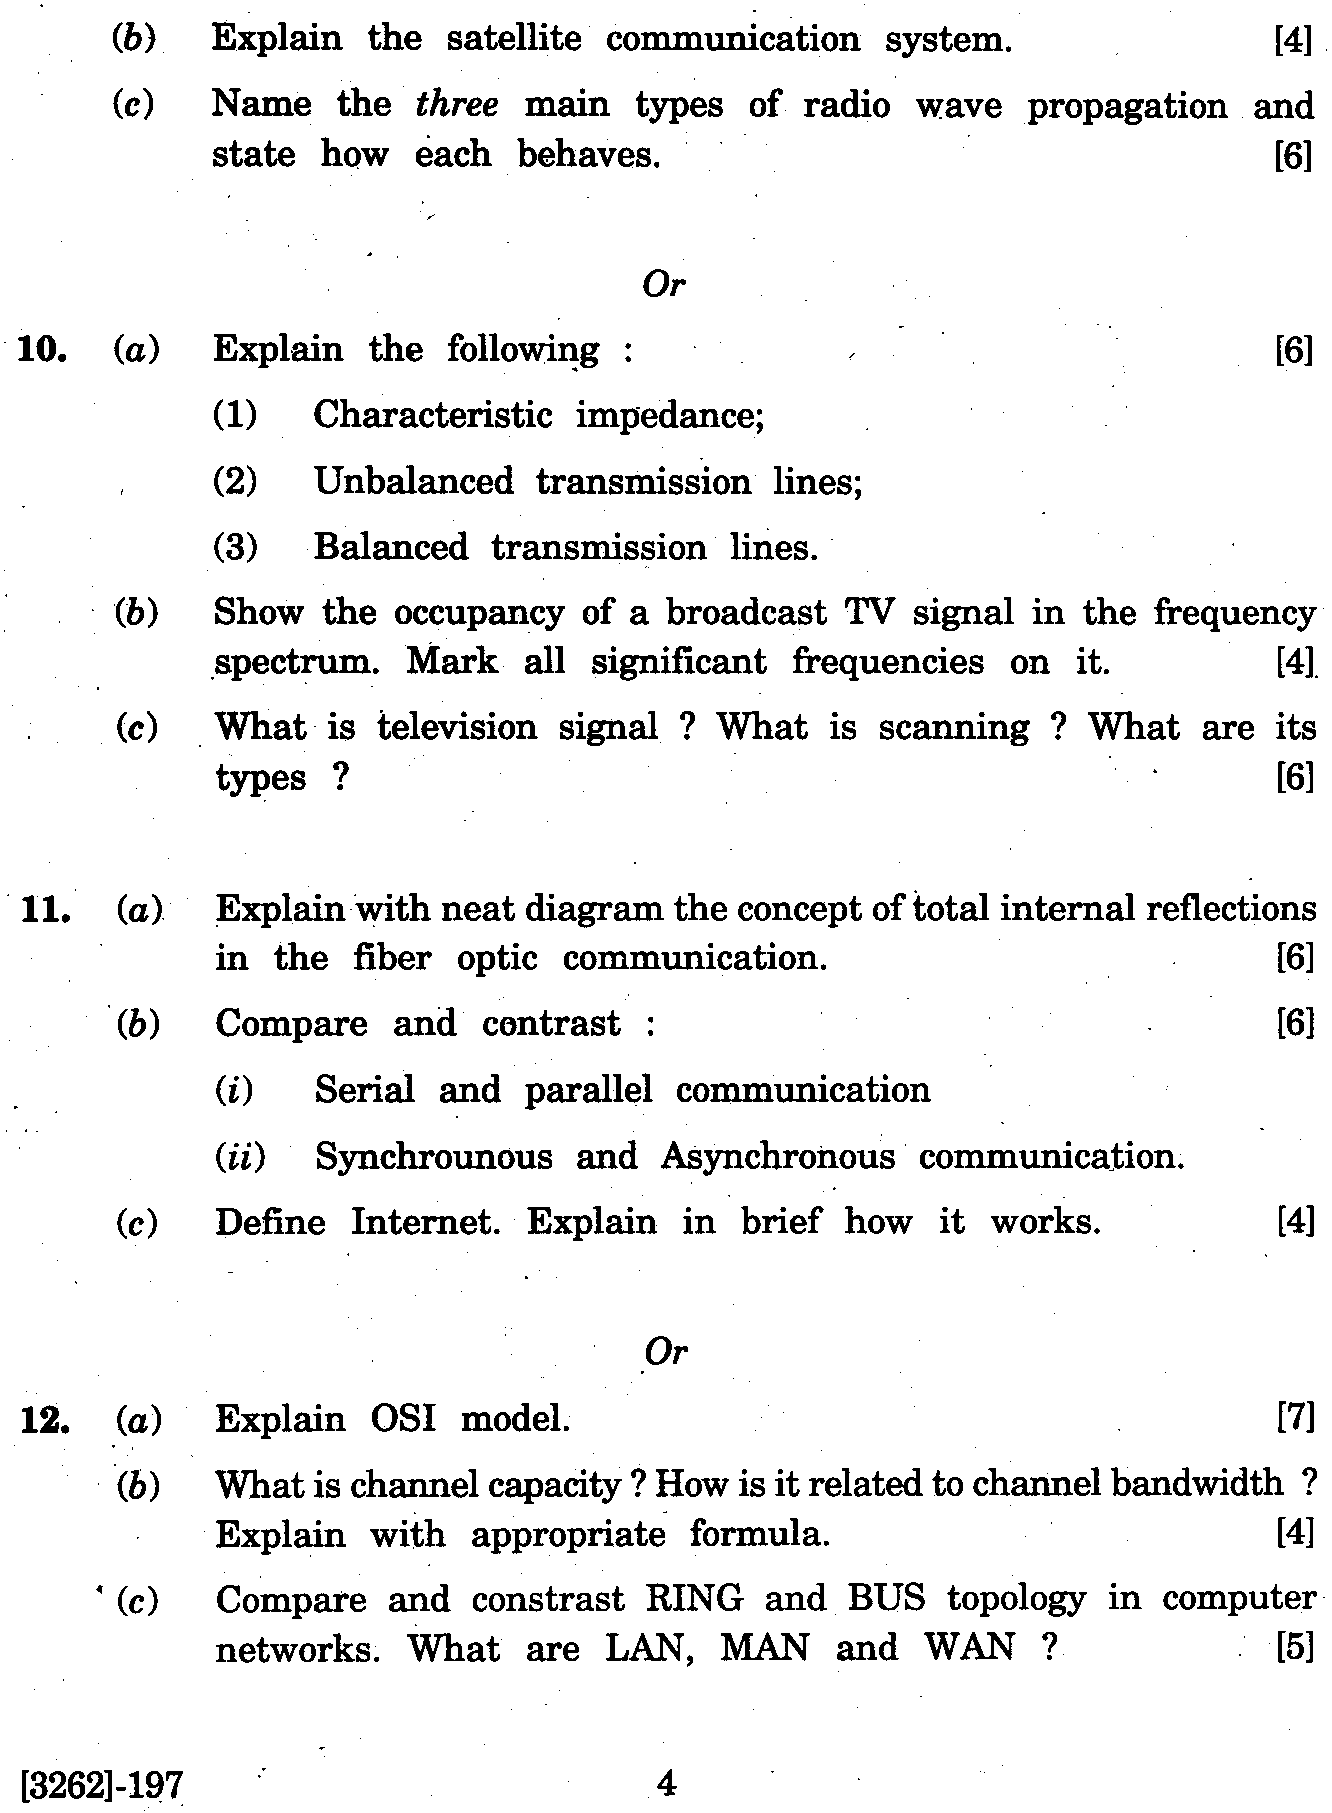 (b) Explain the satellite communication system. [4]
(c) Name the three main types of radio wave propagation and
state how each behaves. [6]
Or
10. (a) Explain the following : [6]
(1) Characteristic impedance;
(2) Unbalanced transmission lines;
(3) Balanced transmission lines.
(b) Show the occupancy of a broadcast TV signal in the frequency
spectrum. Mark all significant frequencies on it. [4]
(c) What is television signal ? What is scanning ? What are its
types ? [6]
11. (a) Explain with neat diagram the concept of total internal reflections
in the fiber optic communication. [6]
(b) Compare and contrast : [6]
(i) Serial and parallel communication
(ii) Synchrounous and Asynchronous communication.
(c) Define Internet. Explain in brief how it works. [4]
Or
12. (a) Explain OSI model. [7]
(b) What is channel capacity ? How is it related to channel bandwidth ?
Explain with appropriate formula. [4]
(c) Compare and constrast RING and BUS topology in computer
networks. What are LAN, MAN and WAN ? [5]
[3262]-197 4